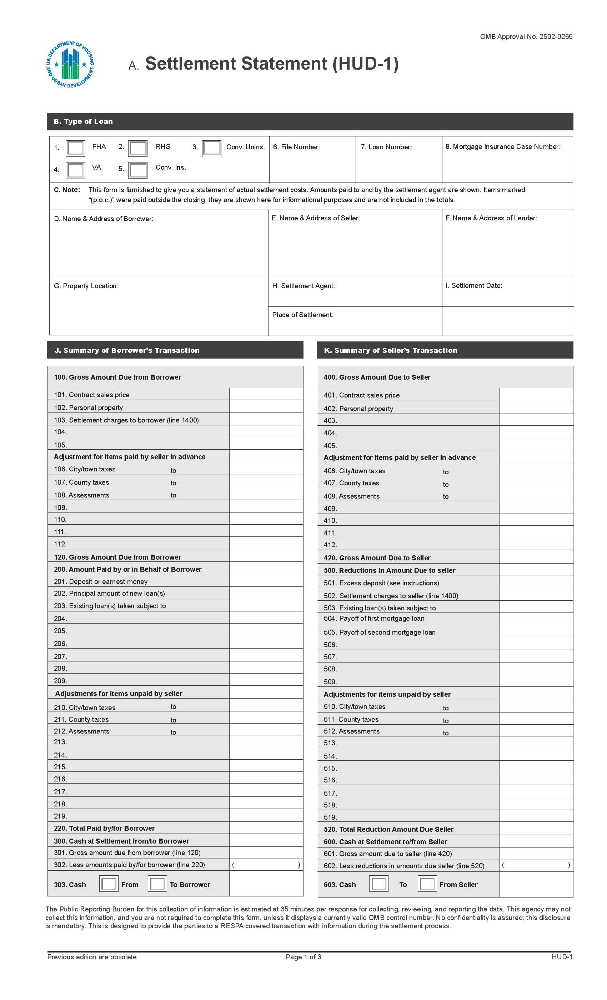 OMB Approval No. 2502-0265
U.S. DEPARTMENT OF HOUSING
AND URBAN DEVELOPMENT
A. Settlement Statement (HUD-1)
B. Type of Loan
1. FHA 2. RHS 3. Conv. Unins. 6. File Number: 7. Loan Number: 8. Mortgage Insurance Case Number:
4. VA 5. Conv. Ins.
C. Note: This form is furnished to give you a statement of actual settlement costs. Amounts paid to and by the settlement agent are shown. Items marked
“(p.o.c.)” were paid outside the closing; they are shown here for informational purposes and are not included in the totals.
D. Name & Address of Borrower: E. Name & Address of Seller: F. Name & Address of Lender:
G. Property Location: H. Settlement Agent: I. Settlement Date:
Place of Settlement:
J. Summary of Borrower’s Transaction
100. Gross Amount Due from Borrower
101. Contract sales price
102. Personal property
103. Settlement charges to borrower (line 1400)
104.
105.
Adjustment for items paid by seller in advance
106. City/town taxes to
107. County taxes to
108. Assessments to
109.
110.
111.
112.
120. Gross Amount Due from Borrower
200. Amount Paid by or in Behalf of Borrower
201. Deposit or earnest money
202. Principal amount of new loan(s)
203. Existing loan(s) taken subject to
204.
205.
206.
207.
208.
209.
Adjustments for items unpaid by seller
210. City/town taxes to
211. County taxes to
212. Assessments to
213.
214.
215.
216.
217.
218.
219.
220. Total Paid by/for Borrower
300. Cash at Settlement from/to Borrower
301. Gross amount due from borrower (line 120)
302. Less amounts paid by/for borrower (line 220) ( )
303. Cash From To Borrower
K. Summary of Seller’s Transaction
400. Gross Amount Due to Seller
401. Contract sales price
402. Personal property
403.
404.
405.
Adjustment for items paid by seller in advance
406. City/town taxes to
407. County taxes to
408. Assessments to
409.
410.
411.
412.
420. Gross Amount Due to Seller
500. Reductions In Amount Due to seller
501. Excess deposit (see instructions)
502. Settlement charges to seller (line 1400)
503. Existing loan(s) taken subject to
504. Payoff of first mortgage loan
505. Payoff of second mortgage loan
506.
507.
508.
509.
Adjustments for items unpaid by seller
510. City/town taxes to
511. County taxes to
512. Assessments to
513.
514.
515.
516.
517.
518.
519.
520. Total Reduction Amount Due Seller
600. Cash at Settlement to/from Seller
601. Gross amount due to seller (line 420)
602. Less reductions in amounts due seller (line 520) ( )
603. Cash To From Seller
The Public Reporting Burden for this collection of information is estimated at 35 minutes per response for collecting, reviewing, and reporting the data. This agency may not
collect this information, and you are not required to complete this form, unless it displays a currently valid OMB control number. No confidentiality is assured; this disclosure
is mandatory. This is designed to provide the parties to a RESPA covered transaction with information during the settlement process.
Previous edition are obsolete Page 1 of 3 HUD-1